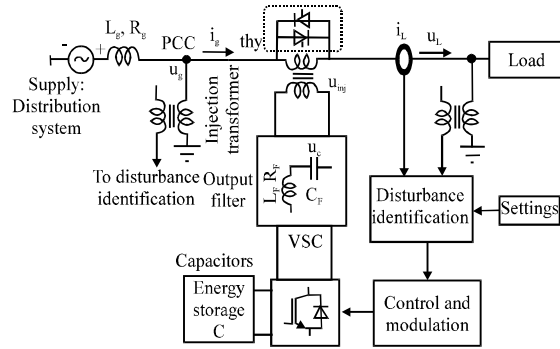 L_g, R_g
PCC
i_g
thy
i_L
u_L
Load
-
+
~
u_g
Supply:
Distribution
system
Injection
transformer
u_inj
To disturbance
identification
Output
filter
L_F R_F
u_c
C_F
Disturbance
identification
Settings
VSC
Capacitors
Energy
storage
C
Control and
modulation